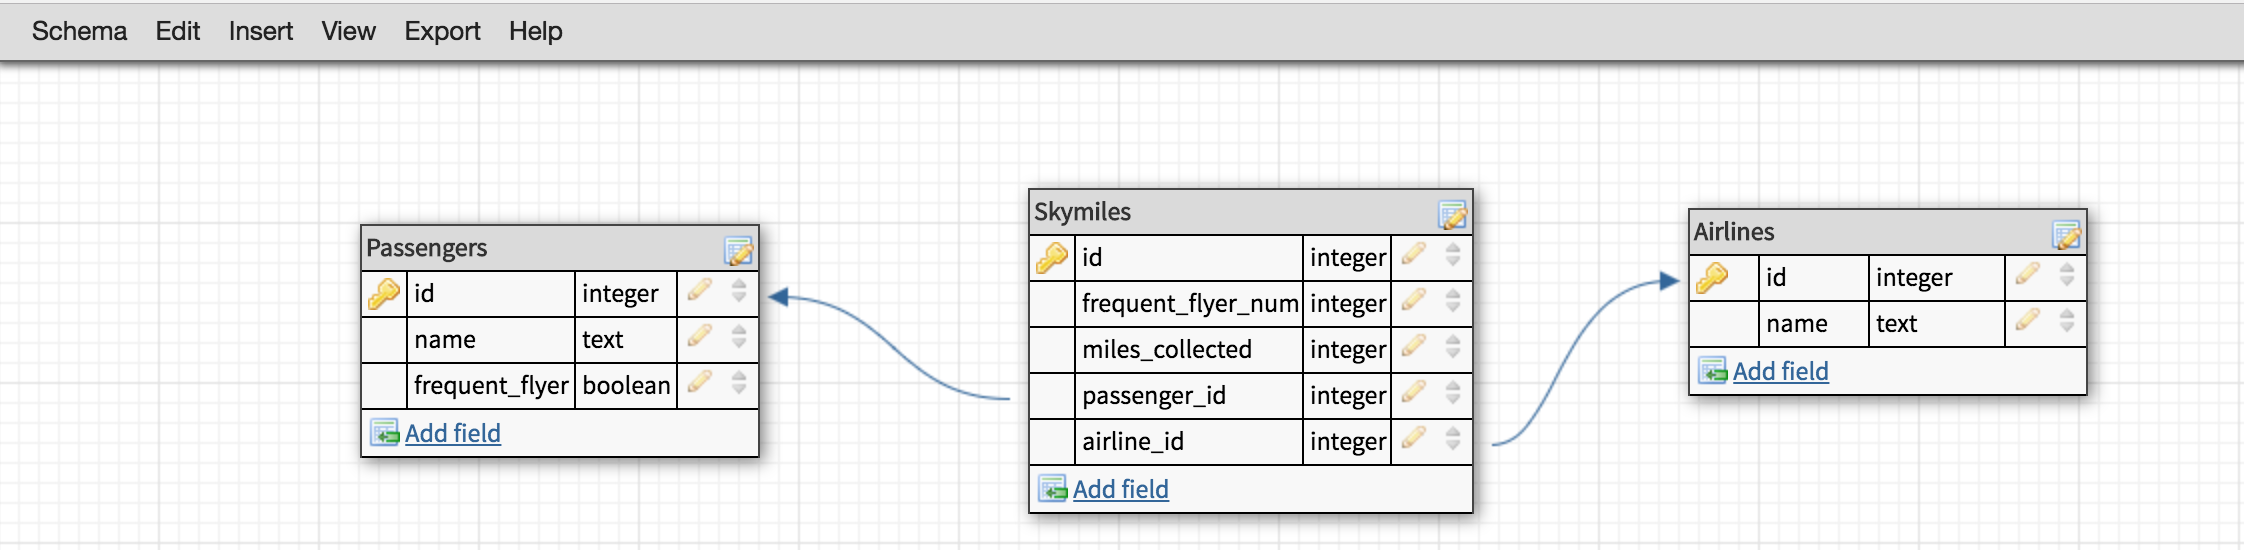 Schema Edit Insert View Export Help
Passengers
id integer
name text
frequent_flyer boolean
Add field
Skymiles
id integer
frequent_flyer_num integer
miles_collected integer
passenger_id integer
airline_id integer
Add field
Airlines
id integer
name text
Add field